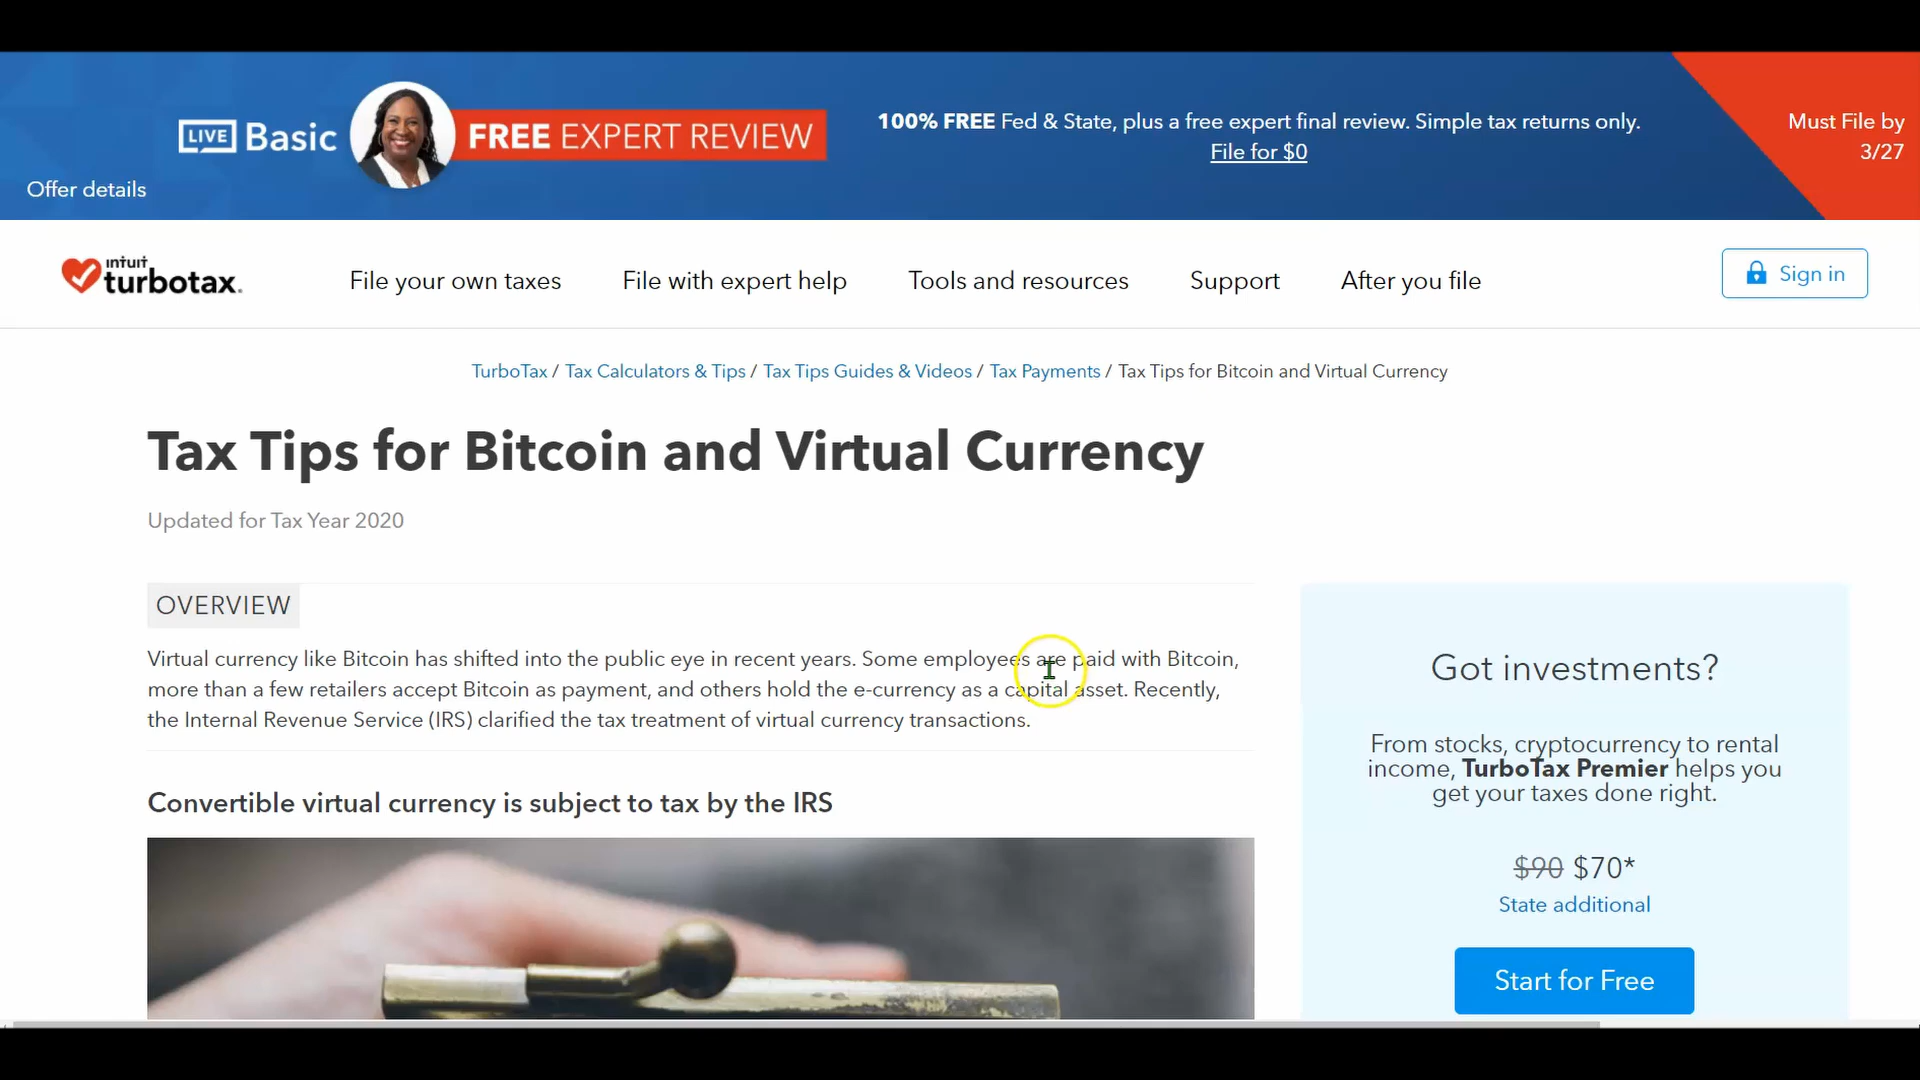 LIVE Basic
FREE EXPERT REVIEW
100% FREE Fed & State, plus a free expert final review. Simple tax returns only.
File for $0
Must File by
3/27
Offer details
intuit
turbotax.
File your own taxes
File with expert help
Tools and resources
Support
After you file
Sign in
TurboTax / Tax Calculators & Tips / Tax Tips Guides & Videos / Tax Payments / Tax Tips for Bitcoin and Virtual Currency
Tax Tips for Bitcoin and Virtual Currency
Updated for Tax Year 2020
OVERVIEW
Virtual currency like Bitcoin has shifted into the public eye in recent years. Some employees are paid with Bitcoin,
more than a few retailers accept Bitcoin as payment, and others hold the e-currency as a capital asset. Recently,
the Internal Revenue Service (IRS) clarified the tax treatment of virtual currency transactions.
Convertible virtual currency is subject to tax by the IRS
Got investments?
From stocks, cryptocurrency to rental
income, TurboTax Premier helps you
get your taxes done right.
$90 $70*
State additional
Start for Free